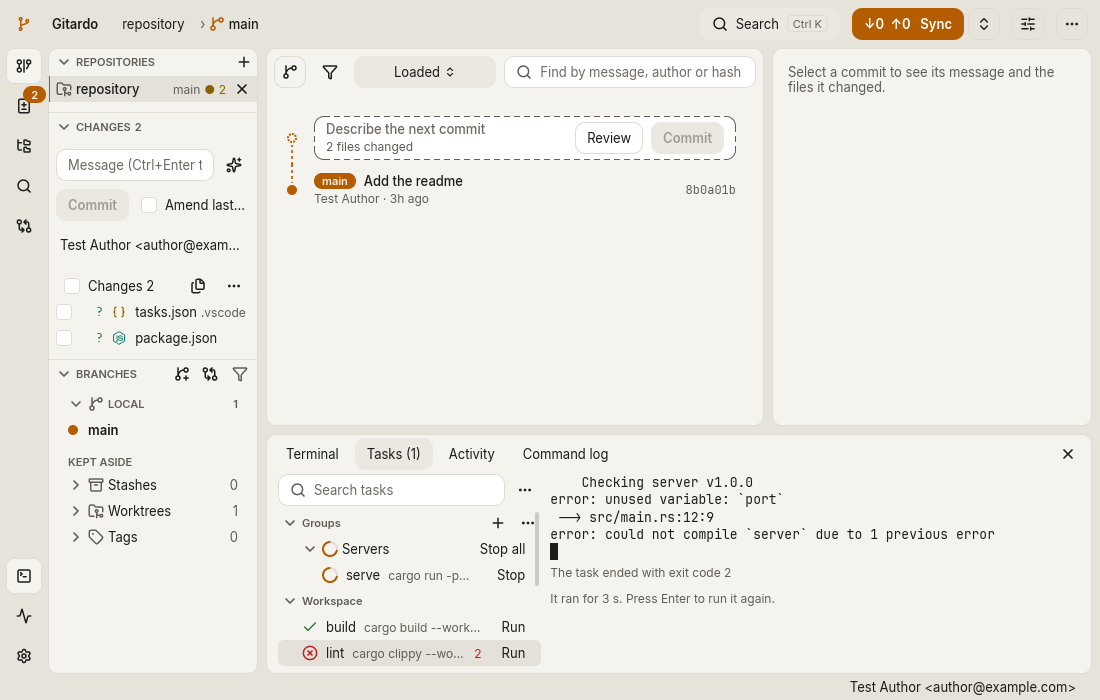 Gitardo repository main Search Ctrl K ↓0 ↑0 Sync
REPOSITORIES
repository main 2
2
CHANGES 2
Message (Ctrl+Enter t
Commit Amend last...
Test Author <author@exam...
Changes 2
? tasks.json .vscode
? package.json
BRANCHES
LOCAL 1
main
KEPT ASIDE
Stashes 0
Worktrees 1
Tags 0
Loaded Find by message, author or hash
Describe the next commit
2 files changed
Review Commit
main Add the readme
Test Author · 3h ago
8b0a01b
Select a commit to see its message and the
files it changed.
Terminal Tasks (1) Activity Command log
Search tasks
Groups
Servers Stop all
serve cargo run -p... Stop
Workspace
build cargo build --work... Run
lint cargo clippy --wo... 2 Run
Checking server v1.0.0
error: unused variable: `port`
--> src/main.rs:12:9
error: could not compile `server` due to 1 previous error
The task ended with exit code 2
It ran for 3 s. Press Enter to run it again.
Test Author <author@example.com>